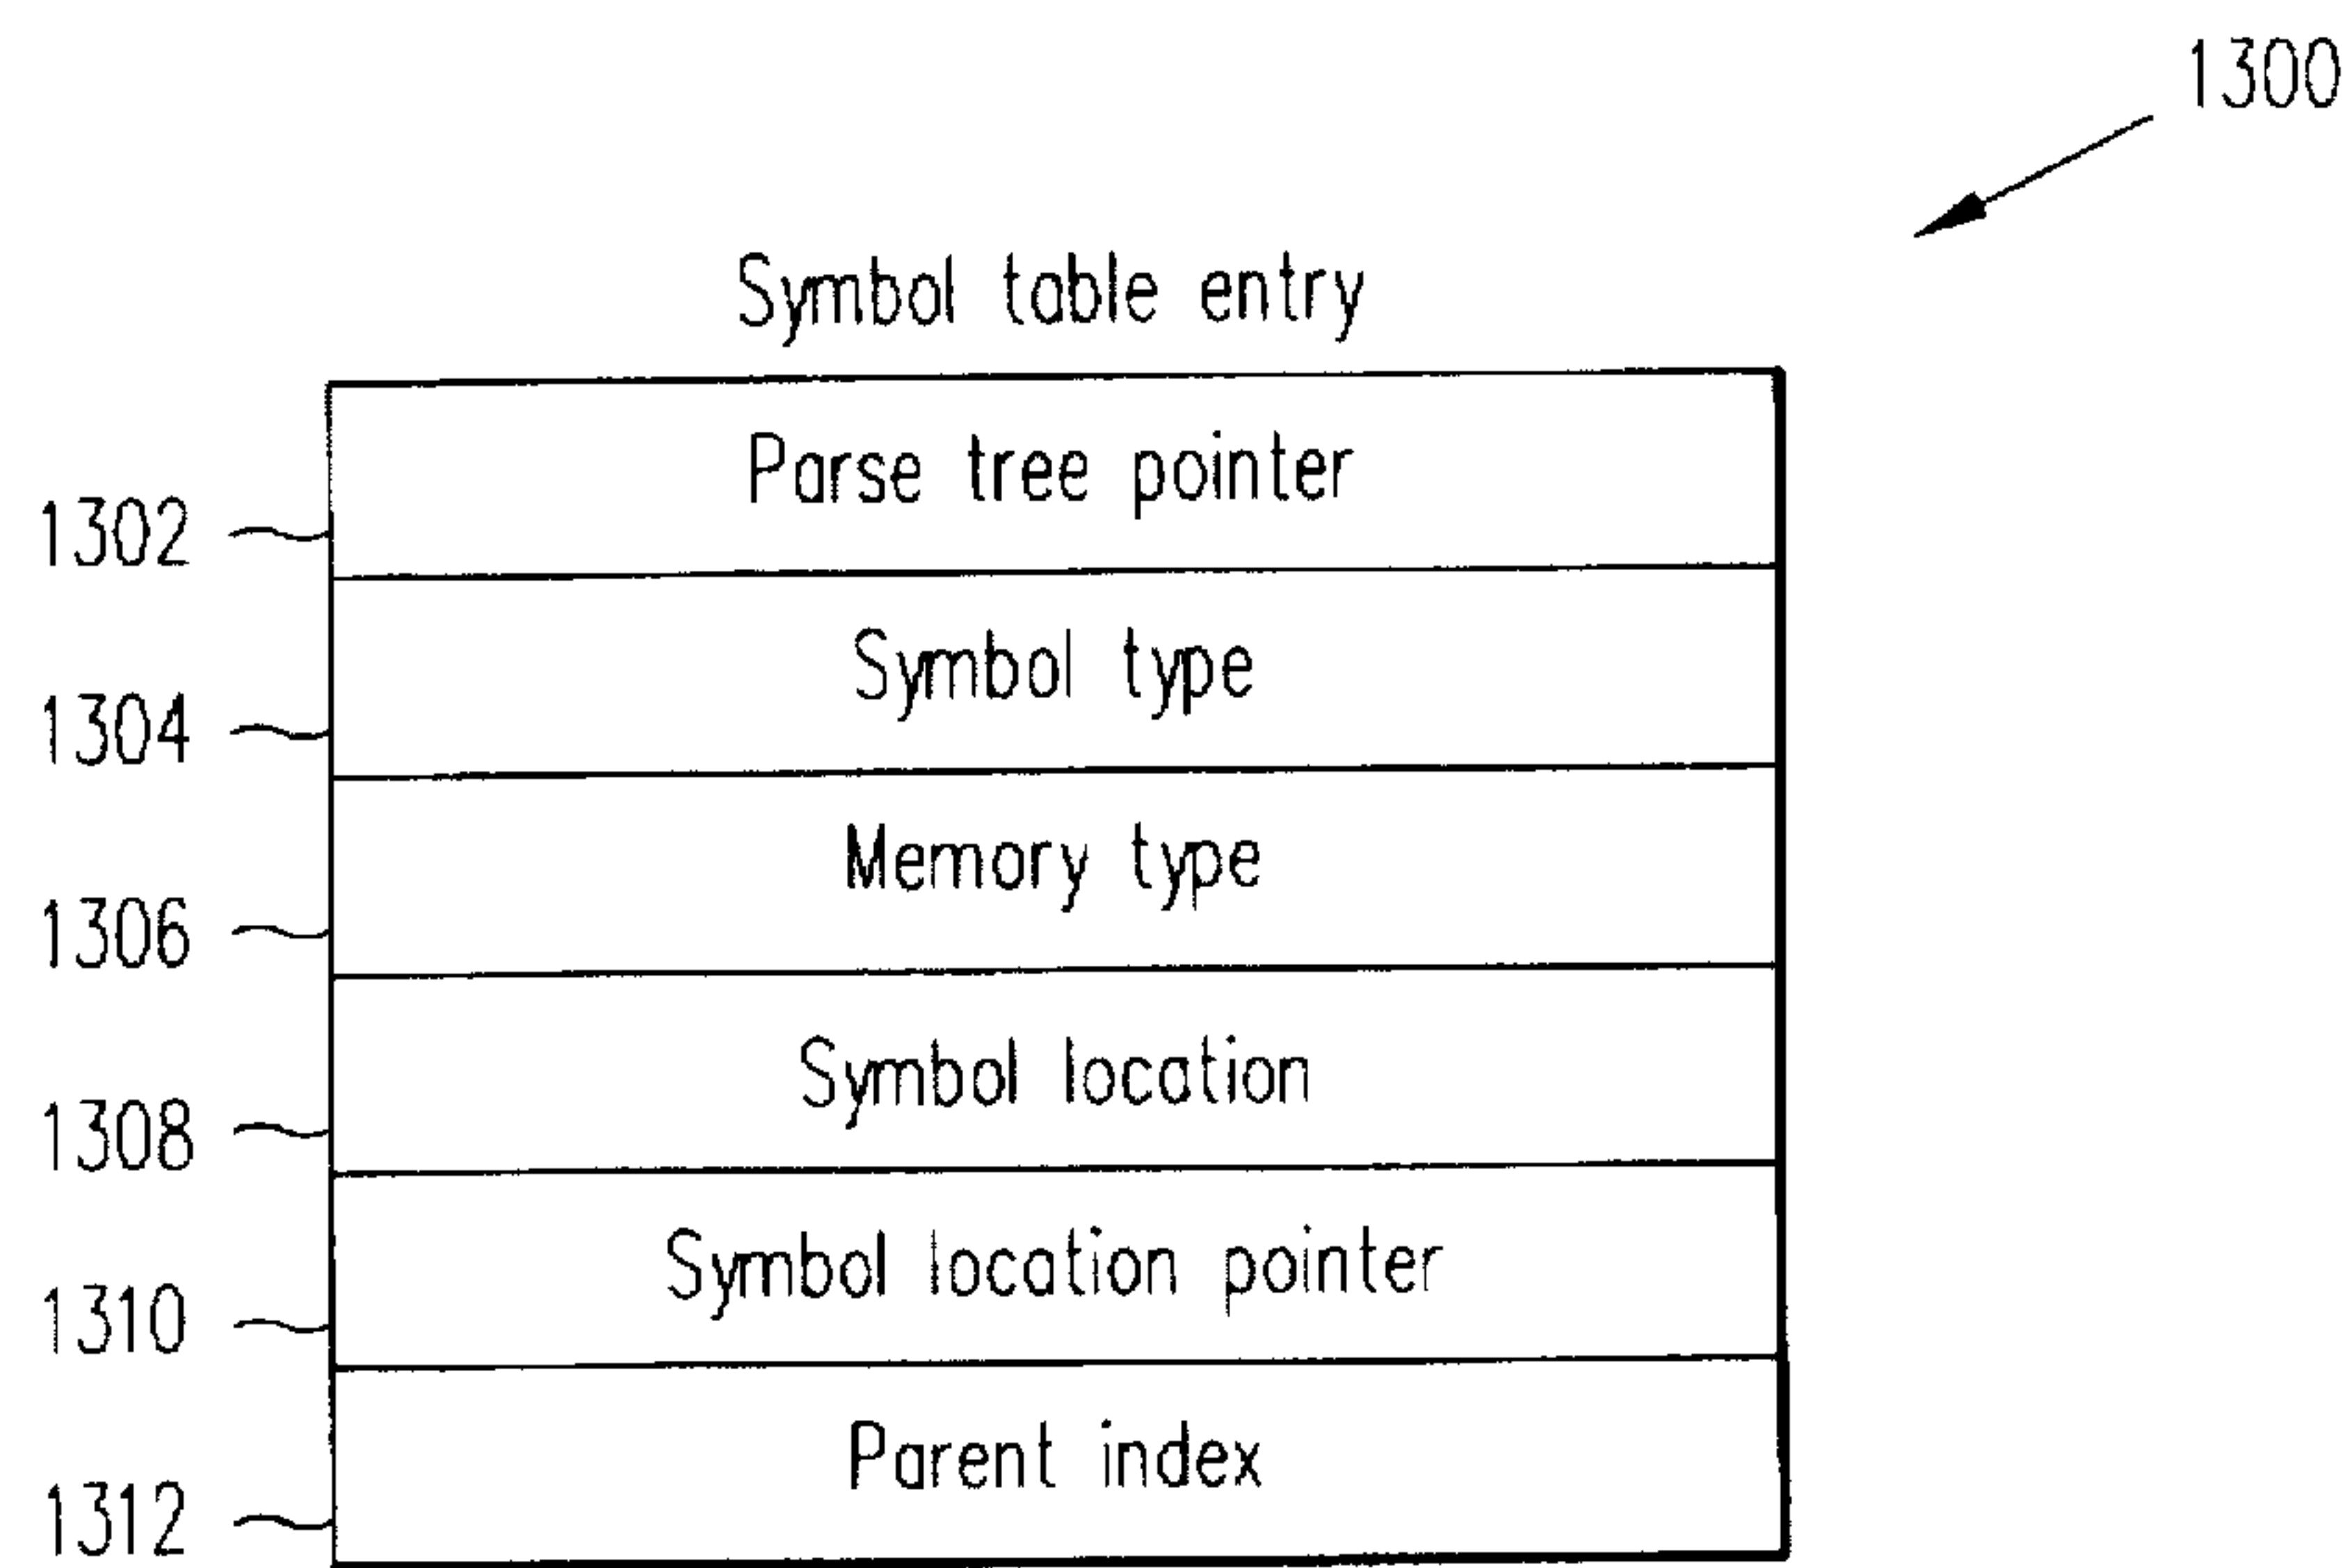 1300
Symbol table entry
Parse tree pointer
1302
Symbol type
1304
Memory type
1306
Symbol location
1308
Symbol location pointer
1310
Parent index
1312